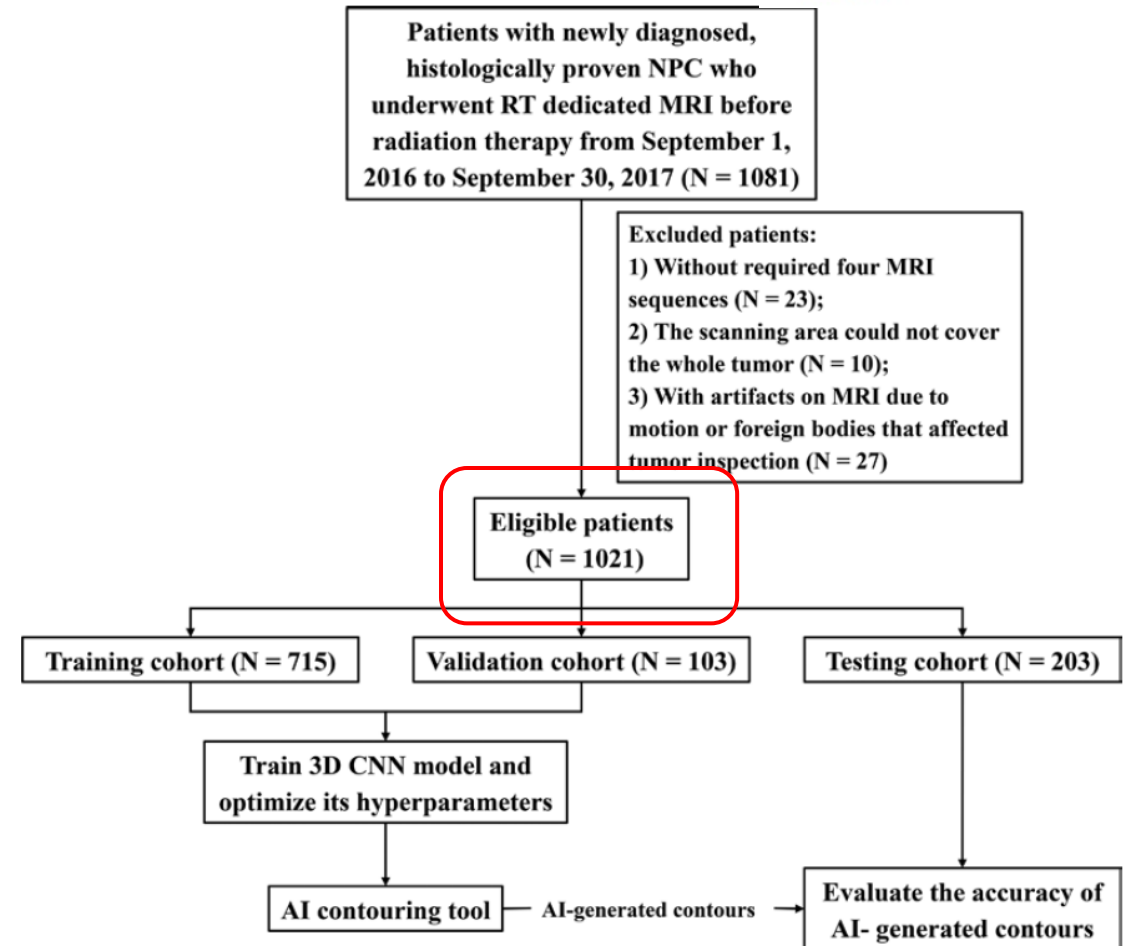 Patients with newly diagnosed,
histologically proven NPC who
underwent RT dedicated MRI before
radiation therapy from September 1,
2016 to September 30, 2017 (N = 1081)
Excluded patients:
1) Without required four MRI
sequences (N = 23);
2) The scanning area could not cover
the whole tumor (N = 10);
3) With artifacts on MRI due to
motion or foreign bodies that affected
tumor inspection (N = 27)
Eligible patients
(N = 1021)
Training cohort (N = 715)
Validation cohort (N = 103)
Testing cohort (N = 203)
Train 3D CNN model and
optimize its hyperparameters
AI contouring tool
AI-generated contours
Evaluate the accuracy of
AI- generated contours